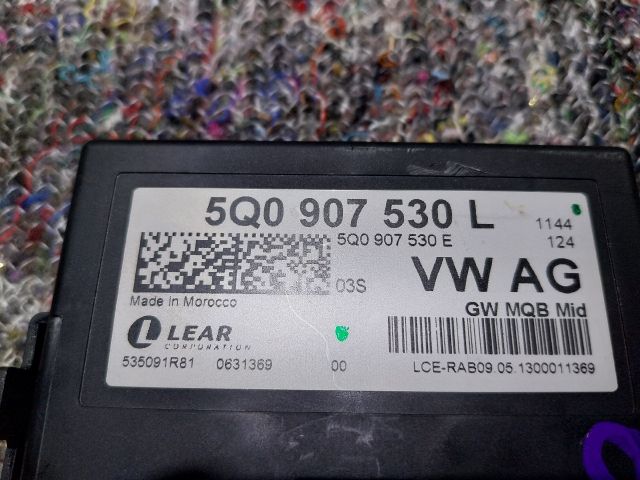 5Q0 907 530 L 1144
5Q0 907 530 E 124
03S VW AG
Made in Morocco GW MQB Mid
LEAR
CORPORATION
535091R81 0631369 00 LCE-RAB09 05.1300011369